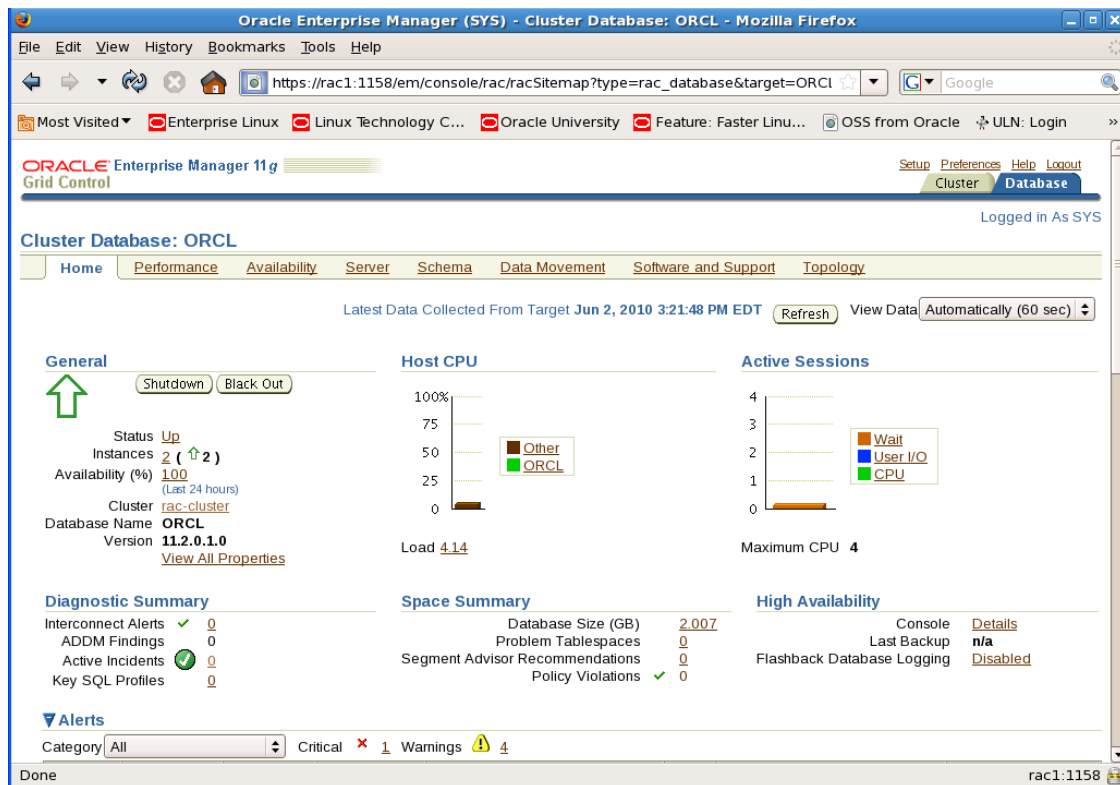 Oracle Enterprise Manager (SYS) - Cluster Database: ORCL - Mozilla Firefox
File Edit View History Bookmarks Tools Help
https://rac1:1158/em/console/rac/racSitemap?type=rac_database&target=ORCL
G Google
Most Visited Enterprise Linux Linux Technology C... Oracle University Feature: Faster Linu... OSS from Oracle ULN: Login »
ORACLE Enterprise Manager 11g
Grid Control
Setup Preferences Help Logout
Cluster Database
Logged in As SYS
Cluster Database: ORCL
Home Performance Availability Server Schema Data Movement Software and Support Topology
Latest Data Collected From Target Jun 2, 2010 3:21:48 PM EDT Refresh View Data Automatically (60 sec)
General
Shutdown Black Out
Status Up
Instances 2 ( 2 )
Availability (%) 100
(Last 24 hours)
Cluster rac-cluster
Database Name ORCL
Version 11.2.0.1.0
View All Properties
Host CPU
100%
75
50
25
0
Other
ORCL
Load 4.14
Active Sessions
4
3
2
1
0
Wait
User I/O
CPU
Maximum CPU 4
Diagnostic Summary
Interconnect Alerts 0
ADDM Findings 0
Active Incidents 0
Key SQL Profiles 0
Space Summary
Database Size (GB) 2.007
Problem Tablespaces 0
Segment Advisor Recommendations 0
Policy Violations 0
High Availability
Console Details
Last Backup n/a
Flashback Database Logging Disabled
Alerts
Category All Critical 1 Warnings 4
Done
rac1:1158